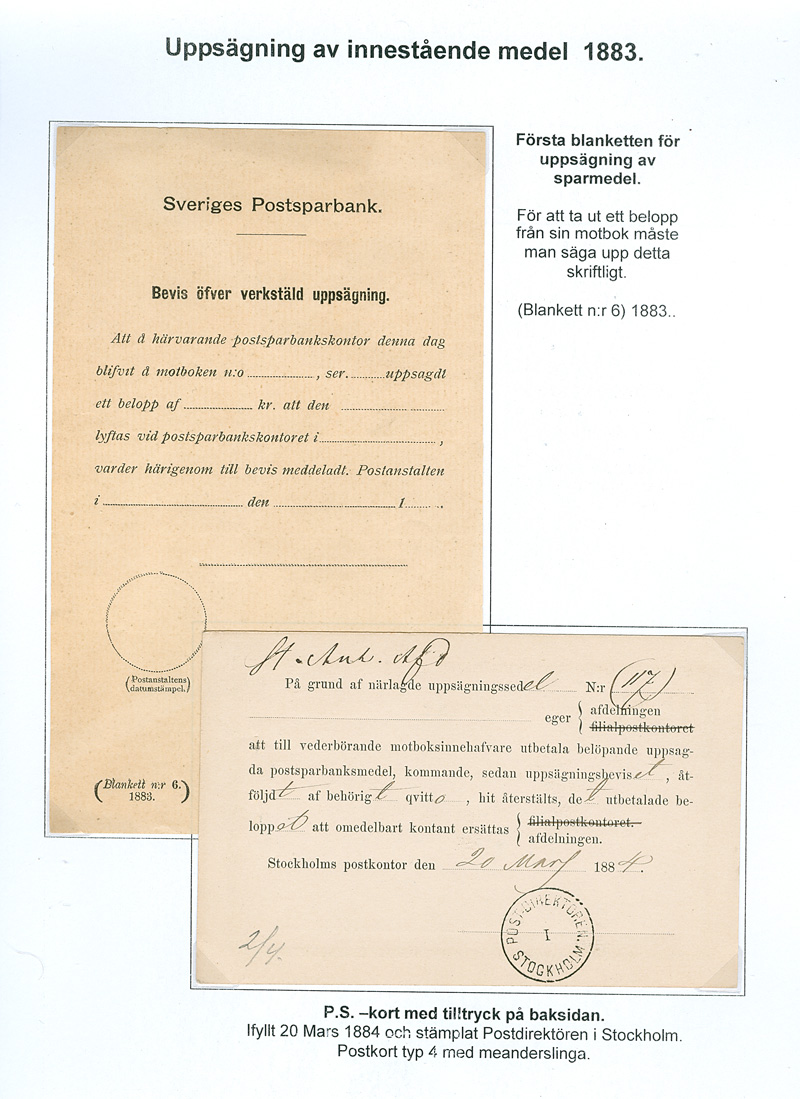 Uppsägning av innestående medel 1883.
Första blanketten för
uppsägning av
sparmedel.
För att ta ut ett belopp
från sin motbok måste
man säga upp detta
skriftligt.
(Blankett n:r 6) 1883..
Sveriges Postsparbank.
Bevis öfver verkstäld uppsägning.
Att å härvarande postsparbankskontor denna dag
blifvit å motboken n:o ............, ser. ......uppsagdt
ett belopp af ............ kr. att den ............
lyftas vid postsparbankskontoret i............,
varder härigenom till bevis meddeladt. Postanstalten
i ............ den ............ 1.......
(Postanstaltens
datumstämpel.)
(Blankett n:r 6.
1883.)
St. Ank. Afd
På grund af närlagde uppsägningssedel N:r (117)
eger { afdelningen
filialpostkontoret
att till vederbörande motboksinnehafvare utbetala belöpande uppsag-
da postsparbanksmedel, kommande, sedan uppsägningsbeviset, åt-
följdt af behörigt qvitto, hit återstälts, det utbetalade be-
loppet att omedelbart kontant ersättas { filialpostkontoret.
afdelningen.
Stockholms postkontor den 20 Mars 1884.
POSTDIREKTÖREN.
I
STOCKHOLM
2/4.
P.S. –kort med tilltryck på baksidan.
Ifyllt 20 Mars 1884 och stämplat Postdirektören i Stockholm.
Postkort typ 4 med meanderslinga.